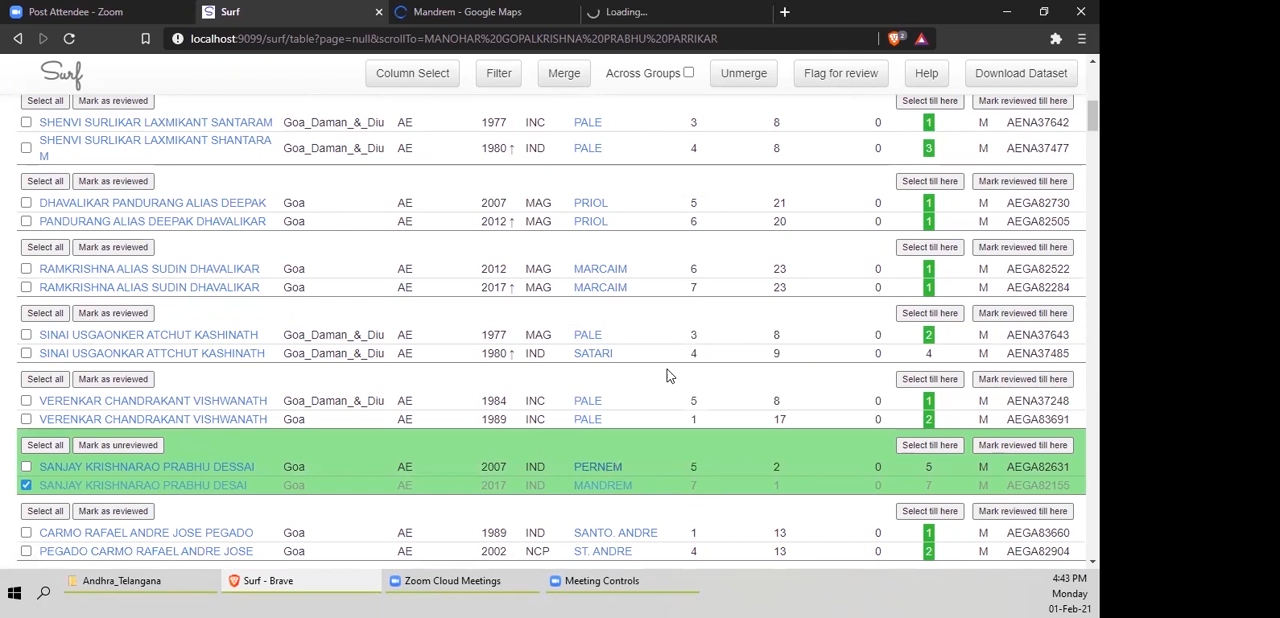 Post Attendee - Zoom Surf Mandrem - Google Maps Loading...
localhost:9099/surf/table?page=null&scrollTo=MANOHAR%20GOPALKRISHNA%20PRABHU%20PARRIKAR 2
Surf Column Select Filter Merge Across Groups Unmerge Flag for review Help Download Dataset
Select all Mark as reviewed Select till here Mark reviewed till here
SHENVI SURLIKAR LAXMIKANT SANTARAM Goa_Daman_&_Diu AE 1977 INC PALE 3 8 0 1 M AENA37642
SHENVI SURLIKAR LAXMIKANT SHANTARA
M Goa_Daman_&_Diu AE 1980↑ IND PALE 4 8 0 3 M AENA37477
Select all Mark as reviewed Select till here Mark reviewed till here
DHAVALIKAR PANDURANG ALIAS DEEPAK Goa AE 2007 MAG PRIOL 5 21 0 1 M AEGA82730
PANDURANG ALIAS DEEPAK DHAVALIKAR Goa AE 2012↑ MAG PRIOL 6 20 0 1 M AEGA82505
Select all Mark as reviewed Select till here Mark reviewed till here
RAMKRISHNA ALIAS SUDIN DHAVALIKAR Goa AE 2012 MAG MARCAIM 6 23 0 1 M AEGA82522
RAMKRISHNA ALIAS SUDIN DHAVALIKAR Goa AE 2017↑ MAG MARCAIM 7 23 0 1 M AEGA82284
Select all Mark as reviewed Select till here Mark reviewed till here
SINAI USGAONKER ATCHUT KASHINATH Goa_Daman_&_Diu AE 1977 MAG PALE 3 8 0 2 M AENA37643
SINAI USGAONKAR ATTCHUT KASHINATH Goa_Daman_&_Diu AE 1980↑ IND SATARI 4 9 0 4 M AENA37485
Select all Mark as reviewed Select till here Mark reviewed till here
VERENKAR CHANDRAKANT VISHWANATH Goa_Daman_&_Diu AE 1984 INC PALE 5 8 0 1 M AENA37248
VERENKAR CHANDRAKANT VISHWANATH Goa AE 1989 INC PALE 1 17 0 2 M AEGA83691
Select all Mark as unreviewed Select till here Mark reviewed till here
SANJAY KRISHNARAO PRABHU DESSAI Goa AE 2007 IND PERNEM 5 2 0 5 M AEGA82631
SANJAY KRISHNARAO PRABHU DESAI Goa AE 2017 IND MANDREM 7 1 0 7 M AEGA82155
Select all Mark as reviewed Select till here Mark reviewed till here
CARMO RAFAEL ANDRE JOSE PEGADO Goa AE 1989 IND SANTO. ANDRE 1 13 0 1 M AEGA83660
PEGADO CARMO RAFAEL ANDRE JOSE Goa AE 2002 NCP ST. ANDRE 4 13 0 2 M AEGA82904
Andhra_Telangana Surf - Brave Zoom Cloud Meetings Meeting Controls 4:43 PM
Monday
01-Feb-21